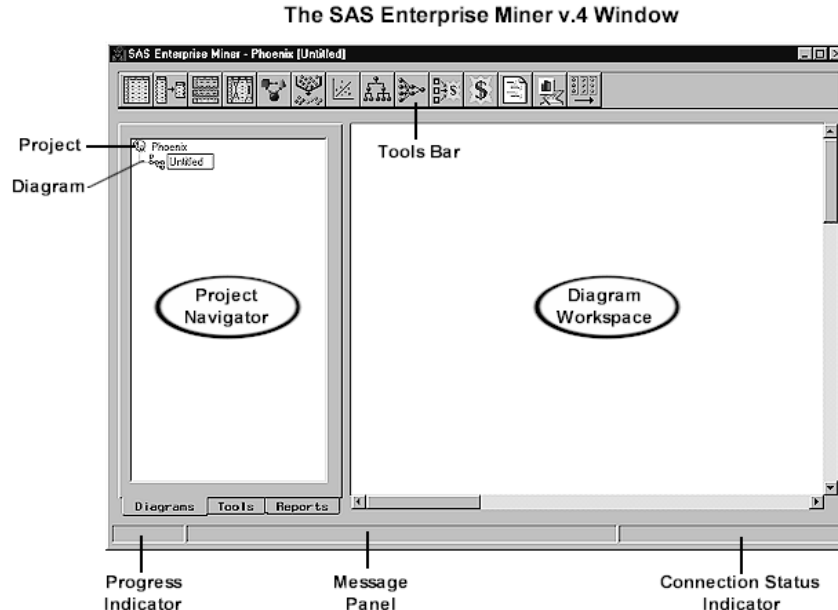 The SAS Enterprise Miner v.4 Window
SAS Enterprise Miner - Phoenix [Untitled]
S
$
Project
Phoenix
Untitled
Diagram
Tools Bar
Project
Navigator
Diagram
Workspace
Diagrams
Tools
Reports
Progress
Indicator
Message
Panel
Connection Status
Indicator